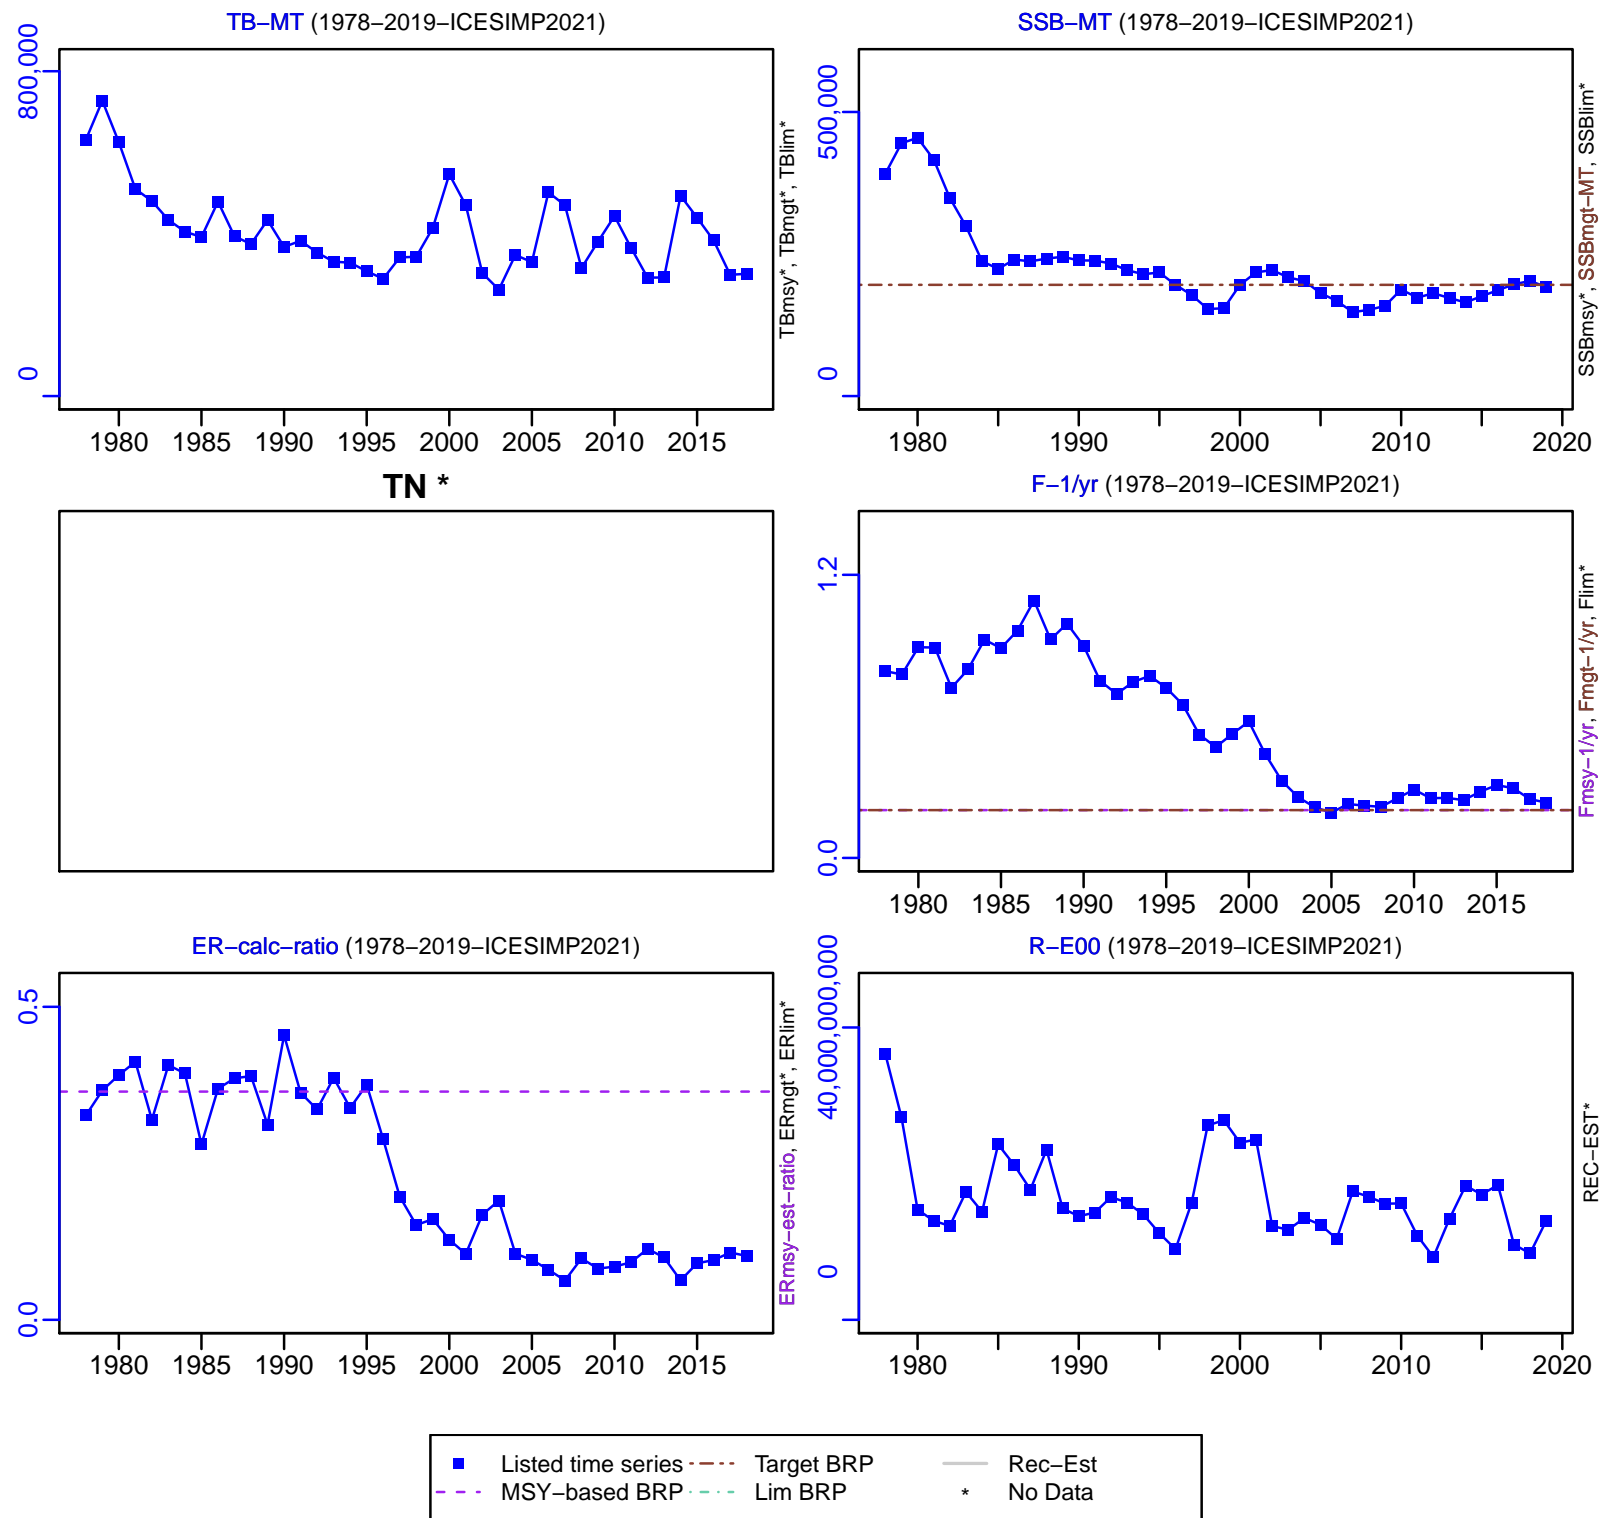 TB−MT (1978−2019−ICESIMP2021)
800,000
0
1980 1985 1990 1995 2000 2005 2010 2015
TBmsy*, TBmgt*, TBlim*
SSB−MT (1978−2019−ICESIMP2021)
500,000
0
1980 1990 2000 2010 2020
SSBmsy*, SSBmgt−MT, SSBlim*
TN *
F−1/yr (1978−2019−ICESIMP2021)
1.2
0.0
1980 1985 1990 1995 2000 2005 2010 2015
Fmsy−1/yr, Fmgt−1/yr, Flim*
ER−calc−ratio (1978−2019−ICESIMP2021)
0.5
0.0
1980 1985 1990 1995 2000 2005 2010 2015
ERmsy−est−ratio, ERmgt*, ERlim*
R−E00 (1978−2019−ICESIMP2021)
40,000,000,000
0
1980 1990 2000 2010 2020
REC−EST*
Listed time series Target BRP Rec−Est
MSY−based BRP Lim BRP * No Data